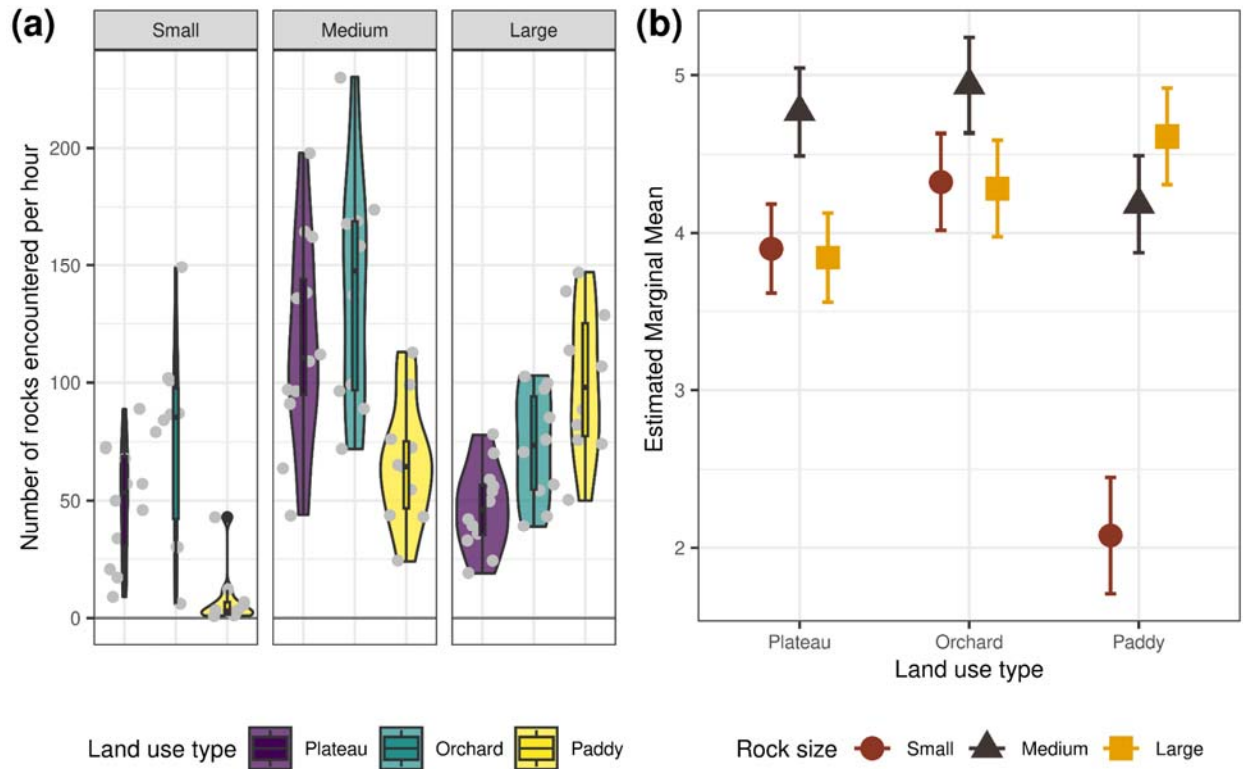 (a)
Small Medium Large
Number of rocks encountered per hour
200
150
100
50
0
Land use type Plateau Orchard Paddy
(b)
Estimated Marginal Mean
5
4
3
2
Plateau Orchard Paddy
Land use type
Rock size Small Medium Large